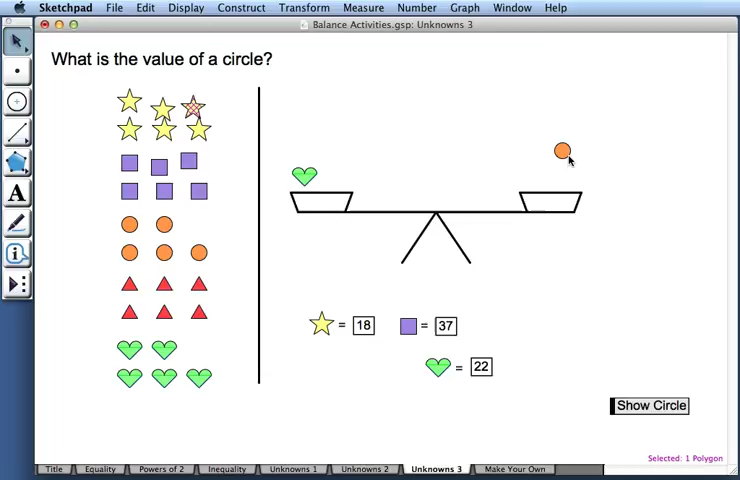 Sketchpad File Edit Display Construct Transform Measure Number Graph Window Help
Balance Activities.gsp: Unknowns 3
What is the value of a circle?
= 18 = 37
= 22
Show Circle
A
Selected: 1 Polygon
Title Equality Powers of 2 Inequality Unknowns 1 Unknowns 2 Unknowns 3 Make Your Own